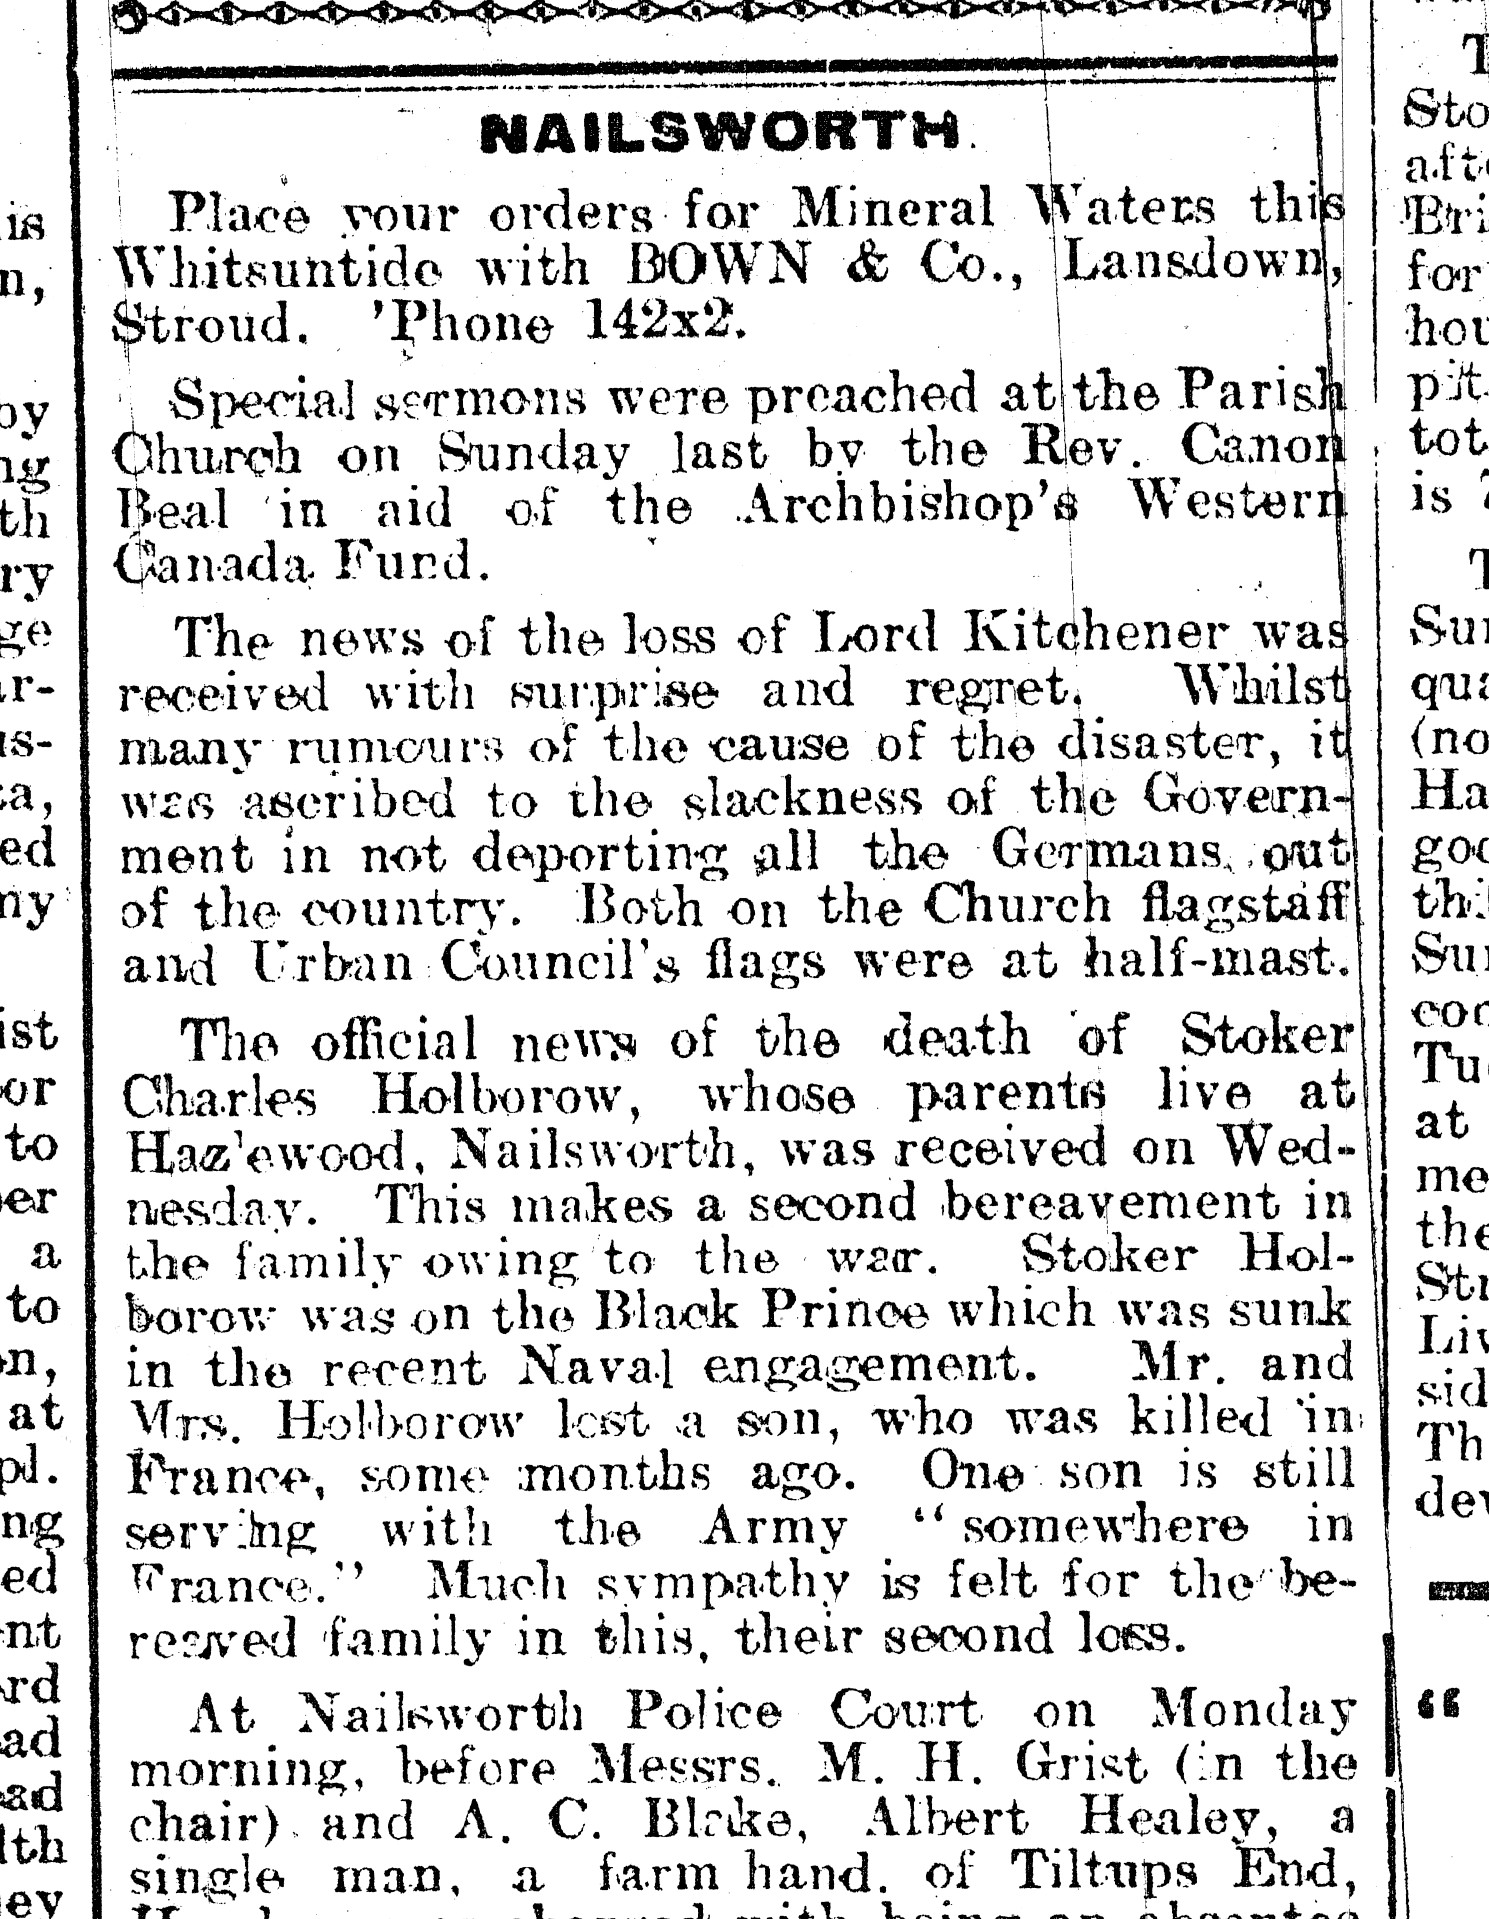 NAILSWORTH.
Place your orders for Mineral Waters this
Whitsuntide with BOWN & Co., Lansdown,
Stroud. 'Phone 142x2.
Special sermons were preached at the Parish
Church on Sunday last by the Rev. Canon
Beal in aid of the Archbishop's Western
Canada Fund.
The news of the loss of Lord Kitchener was
received with surprise and regret. Whilst
many rumours of the cause of the disaster, it
was ascribed to the slackness of the Govern-
ment in not deporting all the Germans out
of the country. Both on the Church flagstaff
and Urban Council's flags were at half-mast.
The official news of the death of Stoker
Charles Holborow, whose parents live at
Haz'ewood, Nailsworth, was received on Wed-
nesday. This makes a second bereavement in
the family owing to the war. Stoker Hol-
borow was on the Black Prince which was sunk
in the recent Naval engagement. Mr. and
Mrs. Holborow lost a son, who was killed in
France, some months ago. One son is still
serving with the Army "somewhere in
France." Much sympathy is felt for the be-
reaved family in this, their second loss.
At Nailsworth Police Court on Monday
morning, before Messrs. M. H. Grist (in the
chair) and A. C. Blake, Albert Healey, a
single man, a farm hand, of Tiltups End,